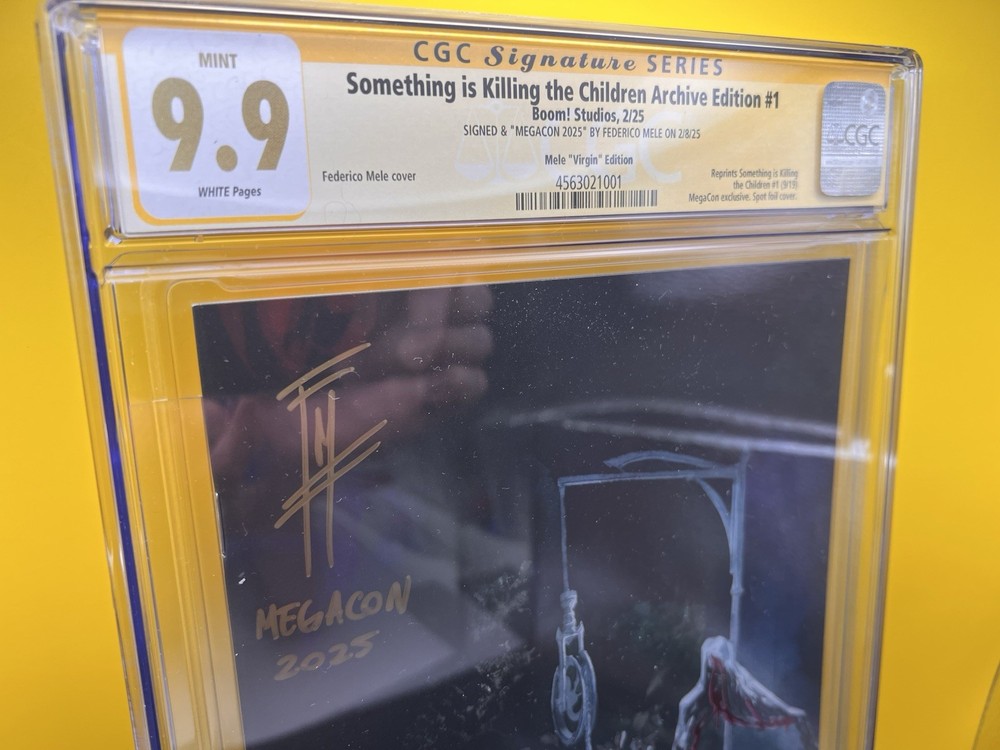 MINT
9.9
WHITE Pages
CGC Signature SERIES
Something is Killing the Children Archive Edition #1
Boom! Studios, 2/25
SIGNED & "MEGACON 2025" BY FEDERICO MELE ON 2/8/25
Mele "Virgin" Edition
Federico Mele cover
4563021001
Reprints Something is Killing
the Children #1 (9/19)
MegaCon exclusive. Spot foil cover.
CGC
FM
MEGACON
2025